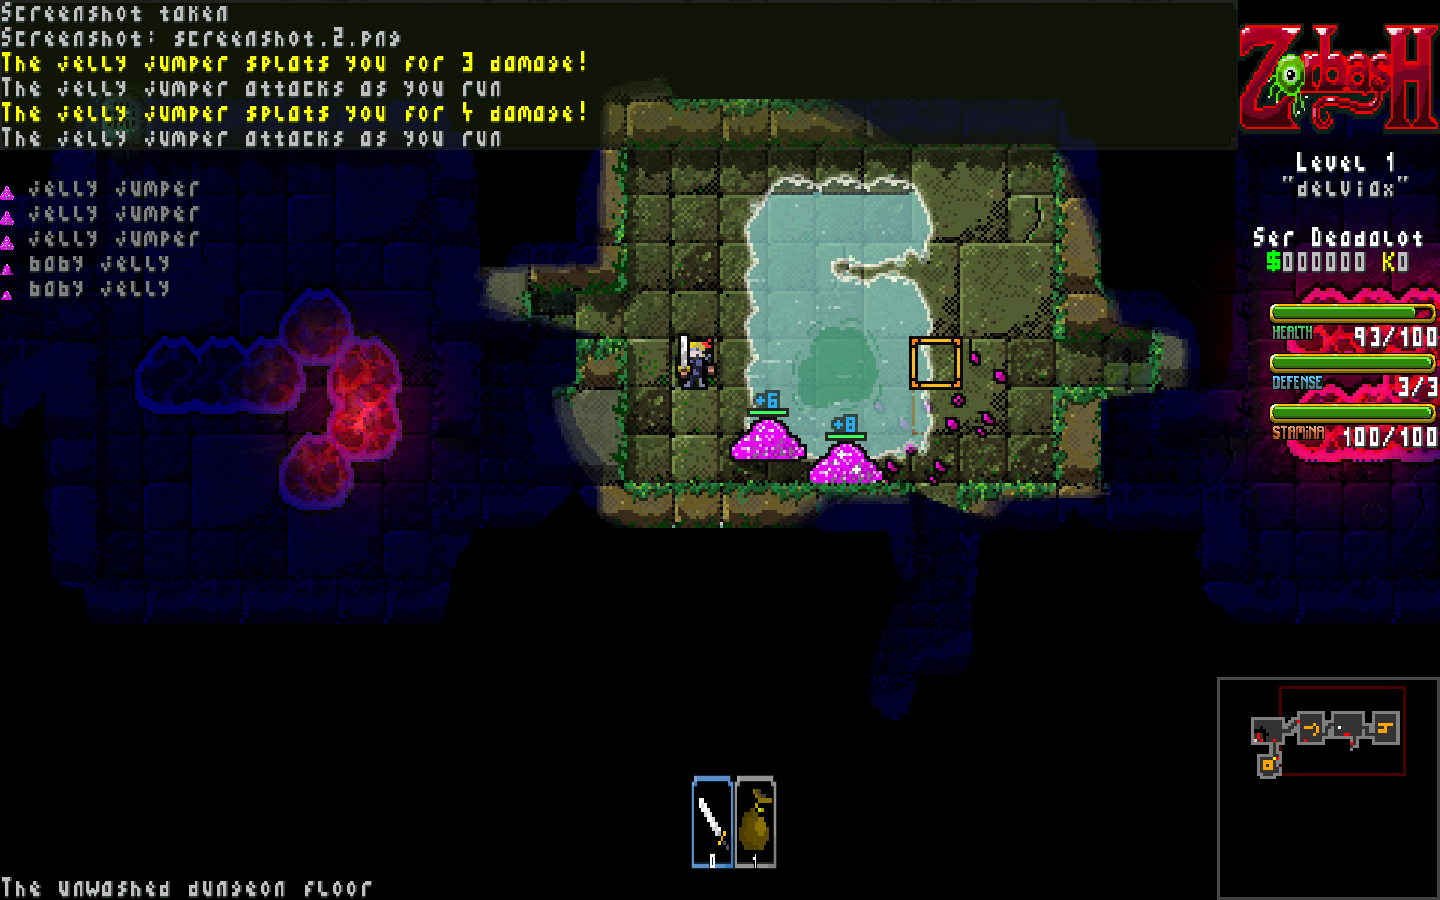 Screenshot taken
Screenshot: screenshot.2.png
The jelly jumper splats you for 3 damage!
The jelly jumper attacks as you run
The jelly jumper splats you for 4 damage!
The jelly jumper attacks as you run
jelly jumper
jelly jumper
jelly jumper
baby jelly
baby jelly
ZorbasH
Level 1
"delviax"
Ser Deadalot
$000000 K0
HEALTH 93/100
DEFENSE 3/3
STAMINA 100/100
+6
+8
The unwashed dungeon floor